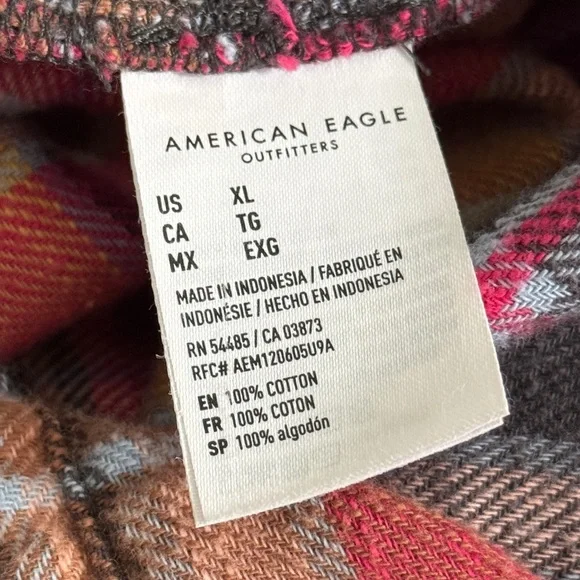 AMERICAN EAGLE
OUTFITTERS
US XL
CA TG
MX EXG
MADE IN INDONESIA / FABRIQUÉ EN
INDONÉSIE / HECHO EN INDONESIA
RN 54485 / CA 03873
RFC# AEM120605U9A
EN 100% COTTON
FR 100% COTON
SP 100% algodón